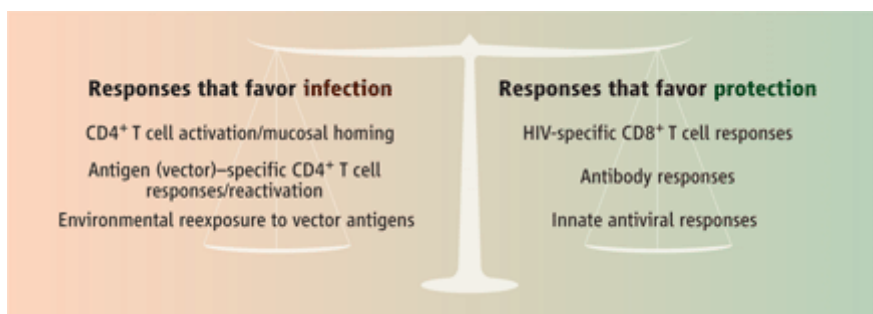 Responses that favor infection
CD4⁺ T cell activation/mucosal homing
Antigen (vector)–specific CD4⁺ T cell
responses/reactivation
Environmental reexposure to vector antigens
Responses that favor protection
HIV-specific CD8⁺ T cell responses
Antibody responses
Innate antiviral responses